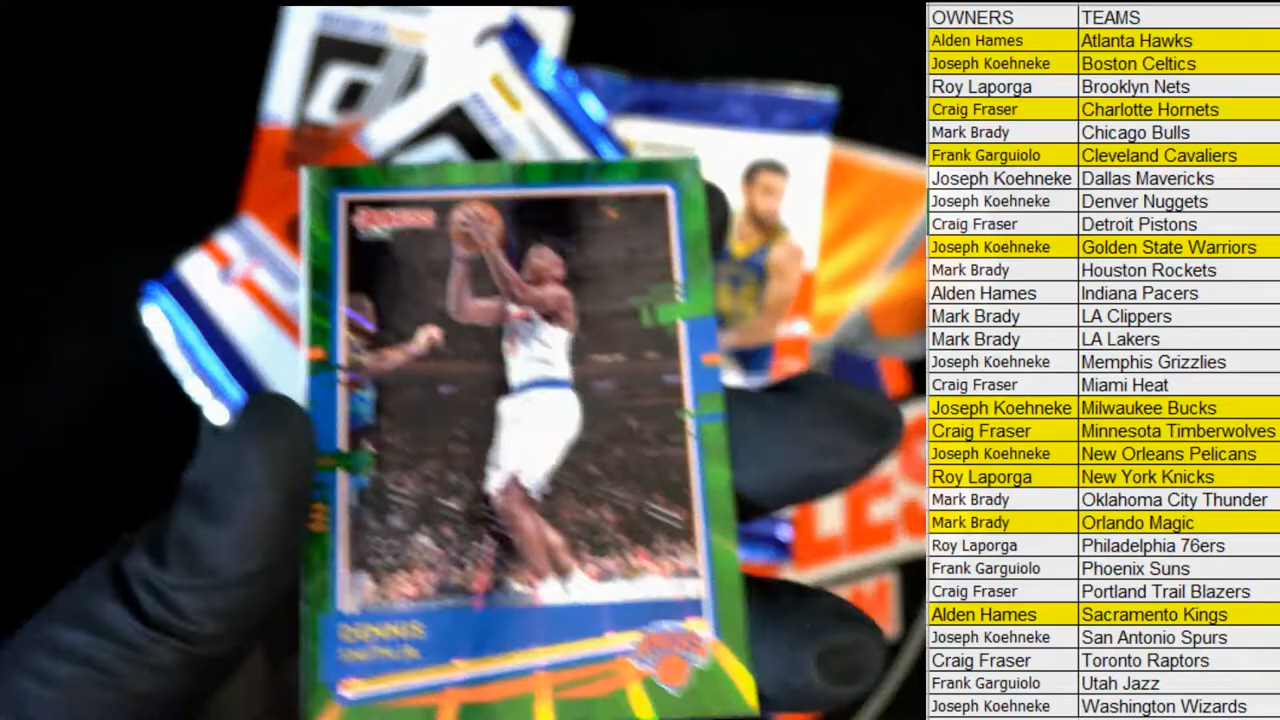 OWNERS TEAMS
Alden Hames Atlanta Hawks
Joseph Koehneke Boston Celtics
Roy Laporga Brooklyn Nets
Craig Fraser Charlotte Hornets
Mark Brady Chicago Bulls
Frank Garguiolo Cleveland Cavaliers
Joseph Koehneke Dallas Mavericks
Joseph Koehneke Denver Nuggets
Craig Fraser Detroit Pistons
Joseph Koehneke Golden State Warriors
Mark Brady Houston Rockets
Alden Hames Indiana Pacers
Mark Brady LA Clippers
Mark Brady LA Lakers
Joseph Koehneke Memphis Grizzlies
Craig Fraser Miami Heat
Joseph Koehneke Milwaukee Bucks
Craig Fraser Minnesota Timberwolves
Joseph Koehneke New Orleans Pelicans
Roy Laporga New York Knicks
Mark Brady Oklahoma City Thunder
Mark Brady Orlando Magic
Roy Laporga Philadelphia 76ers
Frank Garguiolo Phoenix Suns
Craig Fraser Portland Trail Blazers
Alden Hames Sacramento Kings
Joseph Koehneke San Antonio Spurs
Craig Fraser Toronto Raptors
Frank Garguiolo Utah Jazz
Joseph Koehneke Washington Wizards
DENNIS